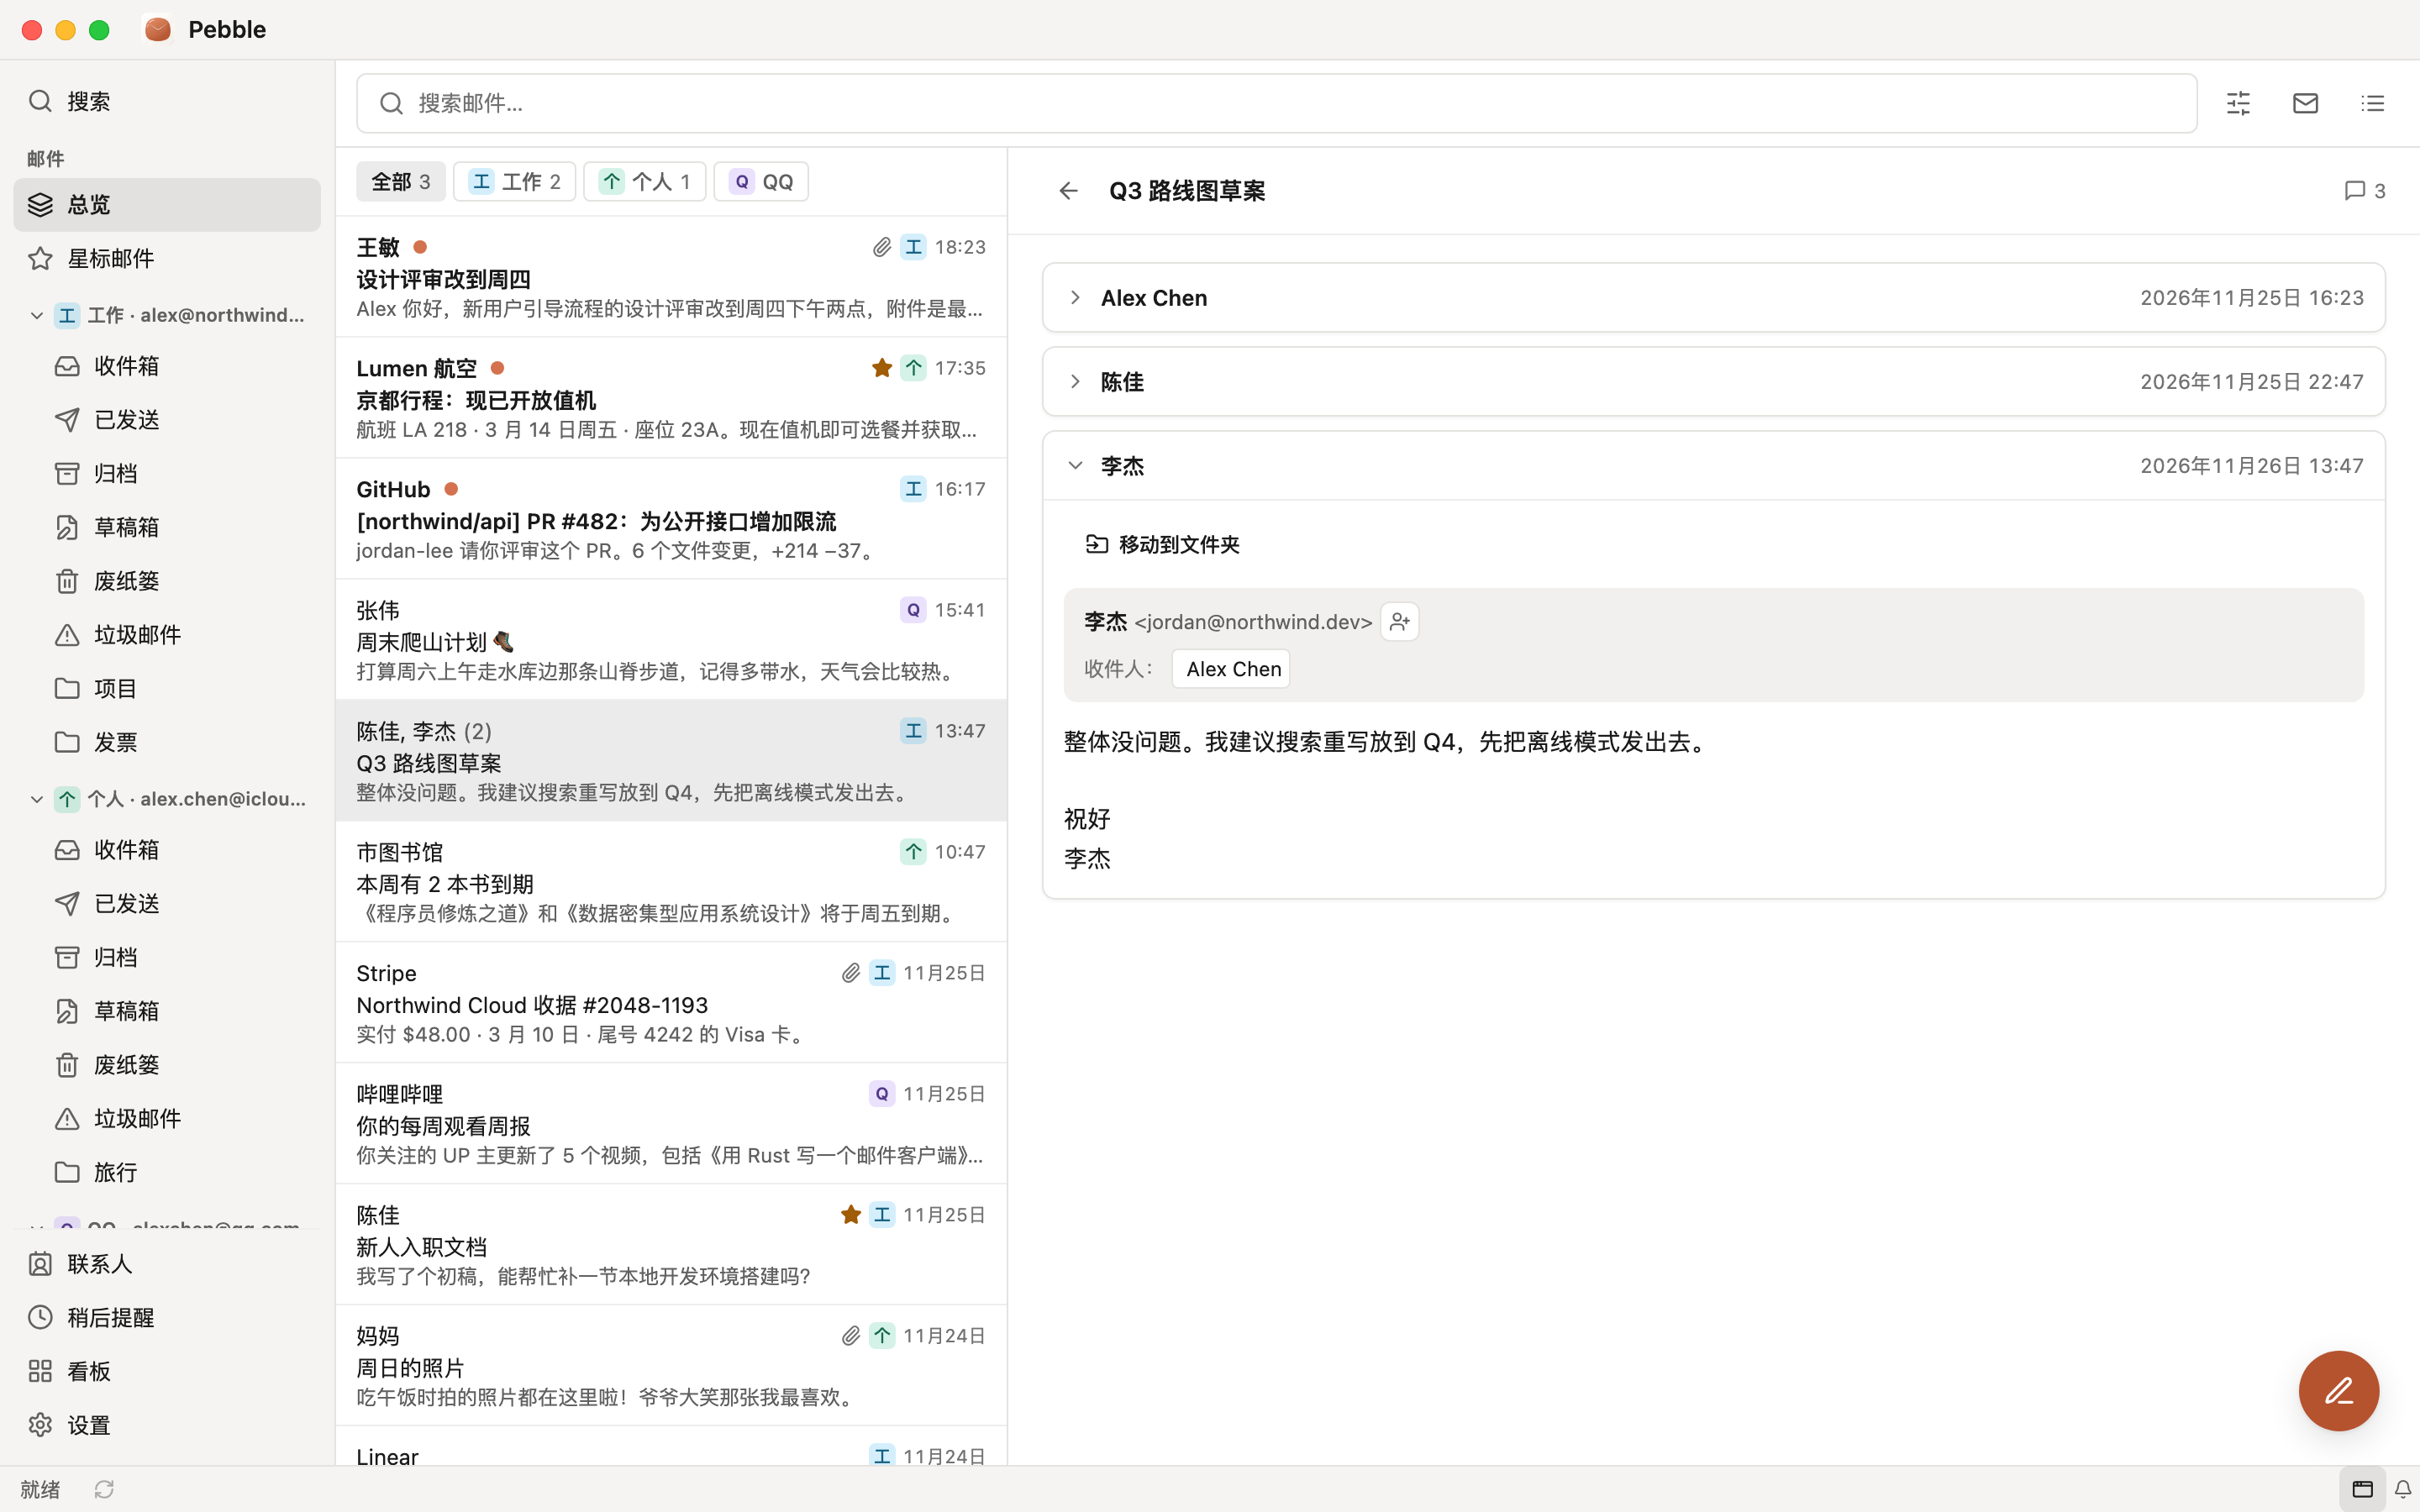 Pebble
搜索
邮件
总览
星标邮件
工 工作 · alex@northwind...
收件箱
已发送
归档
草稿箱
废纸篓
垃圾邮件
项目
发票
个 个人 · alex.chen@iclou...
收件箱
已发送
归档
草稿箱
废纸篓
垃圾邮件
旅行
Q QQ · alexchen@qq.com
联系人
稍后提醒
看板
设置
就绪
搜索邮件...
全部 3 工 工作 2 个 个人 1 Q QQ
王敏 工 18:23
设计评审改到周四
Alex 你好，新用户引导流程的设计评审改到周四下午两点，附件是最...
Lumen 航空 个 17:35
京都行程：现已开放值机
航班 LA 218 · 3 月 14 日周五 · 座位 23A。现在值机即可选餐并获取...
GitHub 工 16:17
[northwind/api] PR #482：为公开接口增加限流
jordan-lee 请你评审这个 PR。6 个文件变更，+214 −37。
张伟 Q 15:41
周末爬山计划 🥾
打算周六上午走水库边那条山脊步道，记得多带水，天气会比较热。
陈佳, 李杰 (2) 工 13:47
Q3 路线图草案
整体没问题。我建议搜索重写放到 Q4，先把离线模式发出去。
市图书馆 个 10:47
本周有 2 本书到期
《程序员修炼之道》和《数据密集型应用系统设计》将于周五到期。
Stripe 工 11月25日
Northwind Cloud 收据 #2048-1193
实付 $48.00 · 3 月 10 日 · 尾号 4242 的 Visa 卡。
哔哩哔哩 Q 11月25日
你的每周观看周报
你关注的 UP 主更新了 5 个视频，包括《用 Rust 写一个邮件客户端》...
陈佳 工 11月25日
新人入职文档
我写了个初稿，能帮忙补一节本地开发环境搭建吗？
妈妈 个 11月24日
周日的照片
吃午饭时拍的照片都在这里啦！爷爷大笑那张我最喜欢。
Linear 工 11月24日
Q3 路线图草案 3
Alex Chen 2026年11月25日 16:23
陈佳 2026年11月25日 22:47
李杰 2026年11月26日 13:47
移动到文件夹
李杰 <jordan@northwind.dev>
收件人： Alex Chen
整体没问题。我建议搜索重写放到 Q4，先把离线模式发出去。
祝好
李杰